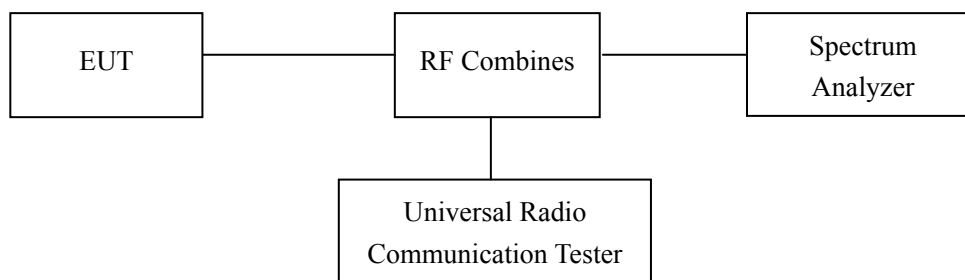 EUT
RF Combines
Spectrum
Analyzer
Universal Radio
Communication Tester